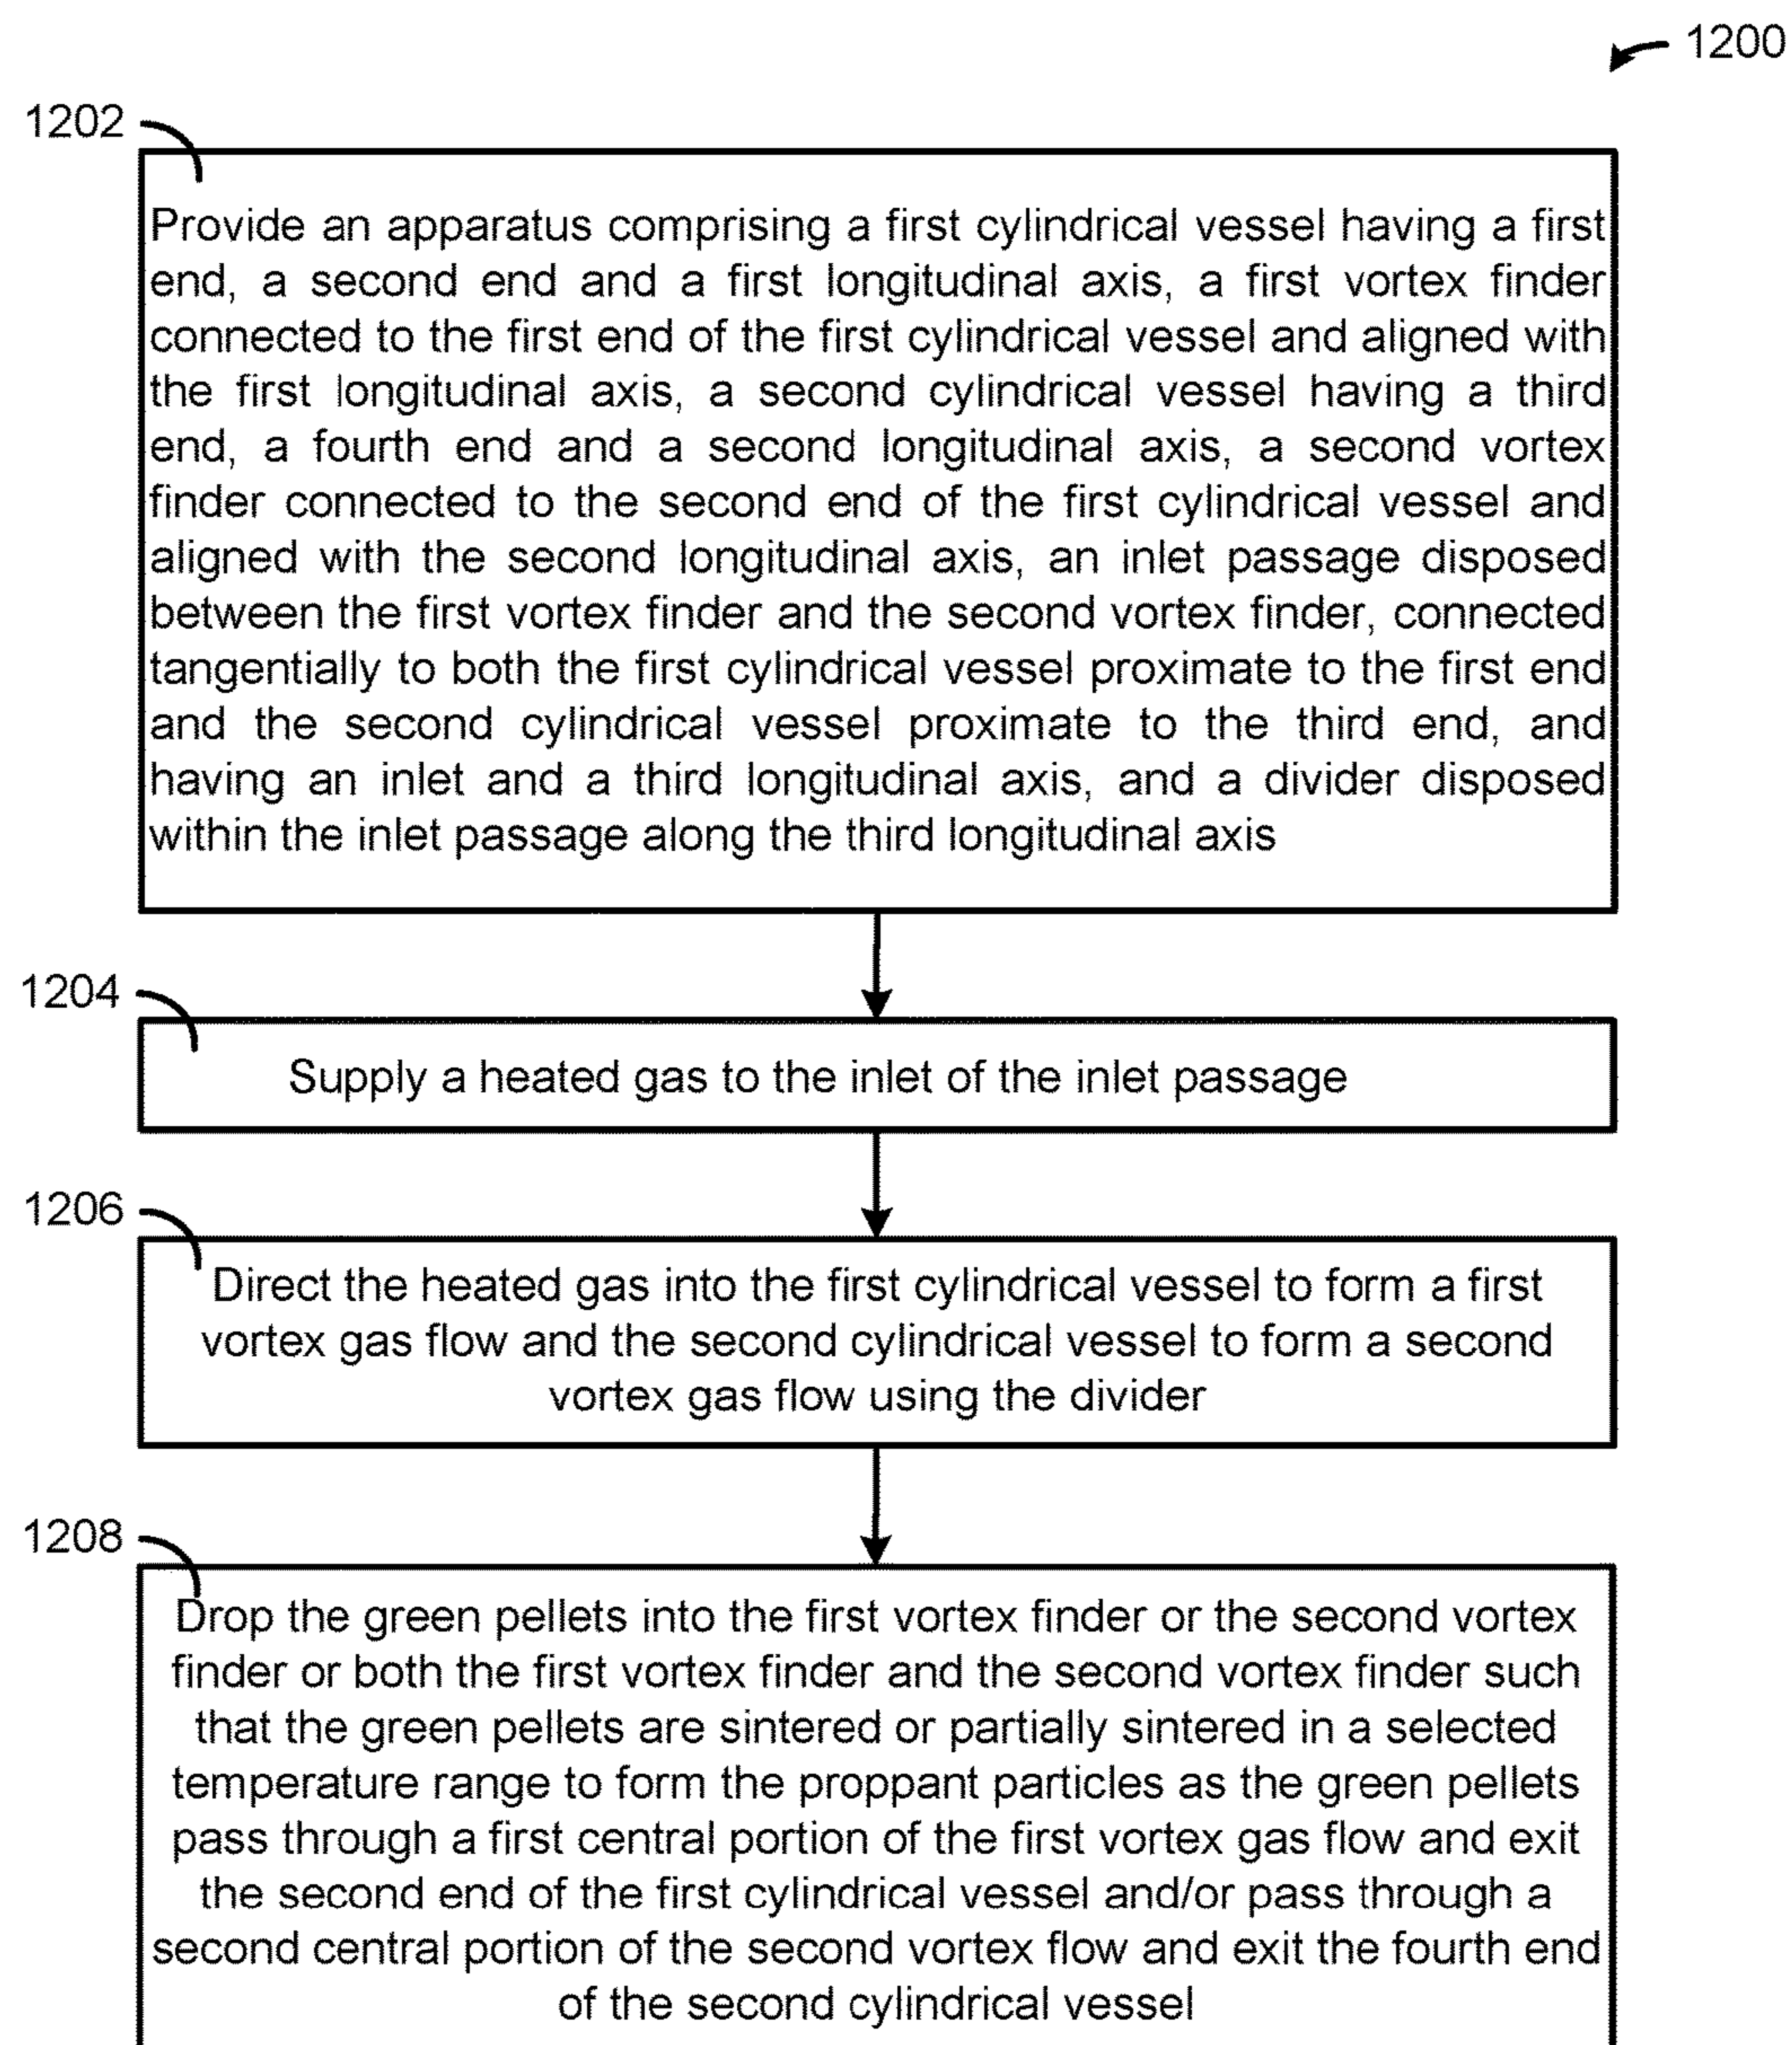 1200
1202
Provide an apparatus comprising a first cylindrical vessel having a first
end, a second end and a first longitudinal axis, a first vortex finder
connected to the first end of the first cylindrical vessel and aligned with
the first longitudinal axis, a second cylindrical vessel having a third
end, a fourth end and a second longitudinal axis, a second vortex
finder connected to the second end of the first cylindrical vessel and
aligned with the second longitudinal axis, an inlet passage disposed
between the first vortex finder and the second vortex finder, connected
tangentially to both the first cylindrical vessel proximate to the first end
and the second cylindrical vessel proximate to the third end, and
having an inlet and a third longitudinal axis, and a divider disposed
within the inlet passage along the third longitudinal axis
1204
Supply a heated gas to the inlet of the inlet passage
1206
Direct the heated gas into the first cylindrical vessel to form a first
vortex gas flow and the second cylindrical vessel to form a second
vortex gas flow using the divider
1208
Drop the green pellets into the first vortex finder or the second vortex
finder or both the first vortex finder and the second vortex finder such
that the green pellets are sintered or partially sintered in a selected
temperature range to form the proppant particles as the green pellets
pass through a first central portion of the first vortex gas flow and exit
the second end of the first cylindrical vessel and/or pass through a
second central portion of the second vortex flow and exit the fourth end
of the second cylindrical vessel